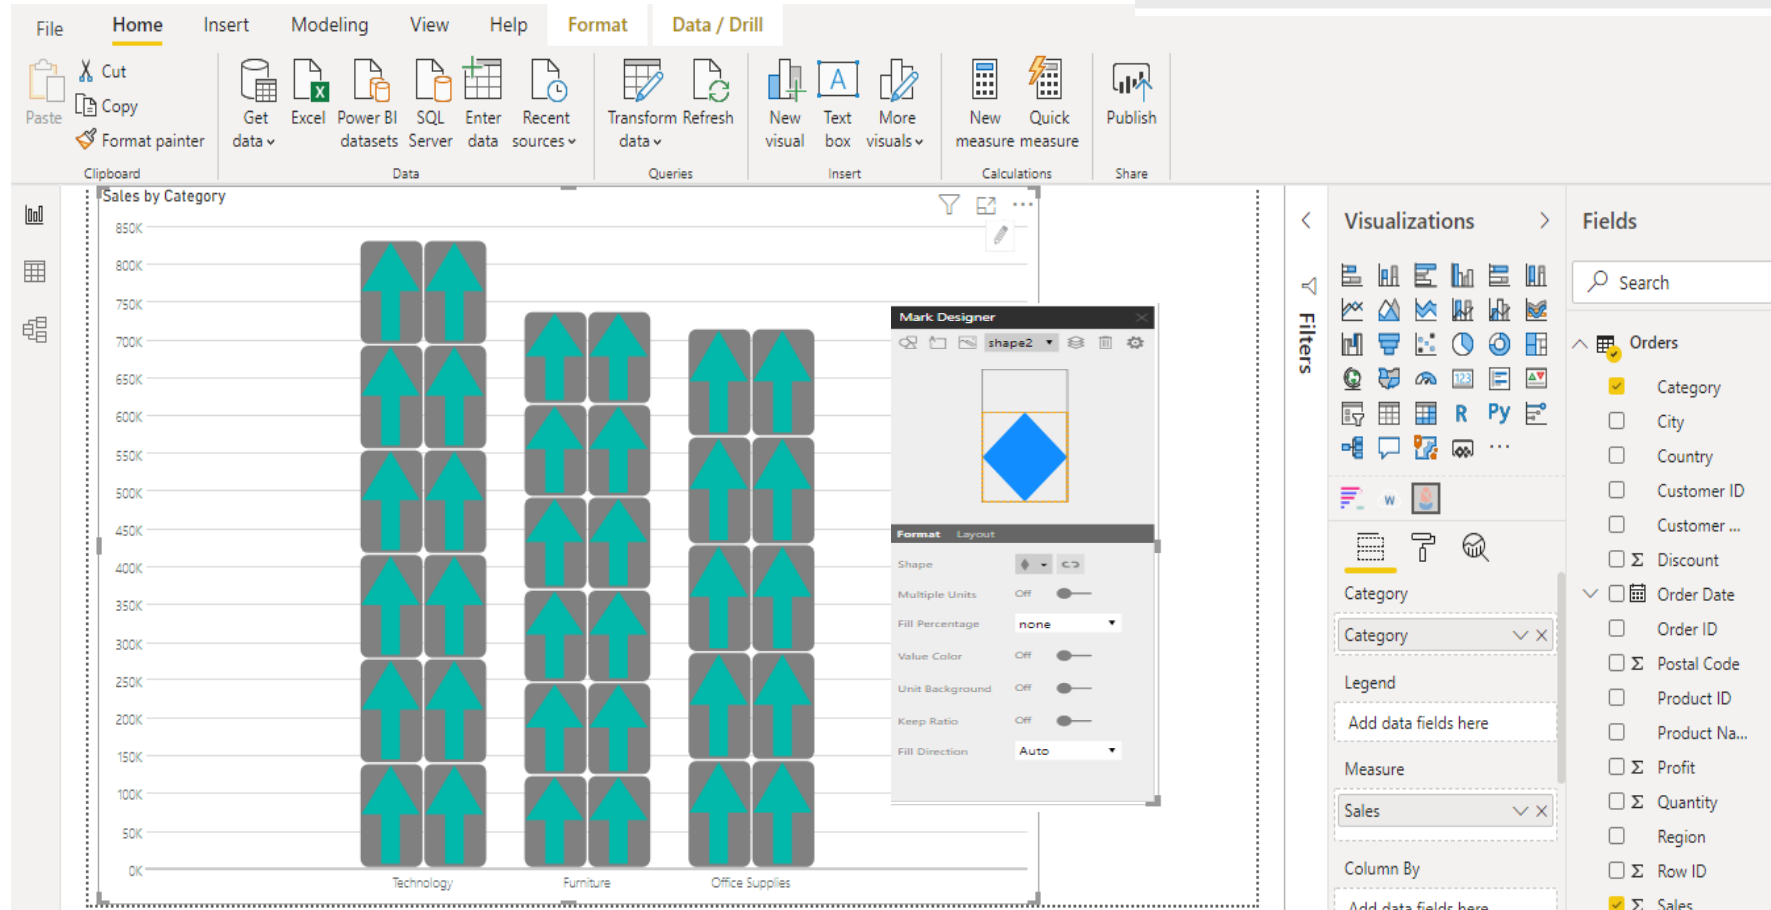 File Home Insert Modeling View Help Format Data / Drill
Paste
Cut
Copy
Format painter
Clipboard
Get data
Excel
Power BI datasets
SQL Server
Enter data
Recent sources
Data
Transform data
Refresh
Queries
New visual
Text box
More visuals
Insert
New measure
Quick measure
Calculations
Publish
Share
Sales by Category
850K
800K
750K
700K
650K
600K
550K
500K
450K
400K
350K
300K
250K
200K
150K
100K
50K
0K
Technology Furniture Office Supplies
Mark Designer
shape2
Format Layout
Shape
Multiple Units Off
Fill Percentage none
Value Color Off
Unit Background Off
Keep Ratio Off
Fill Direction Auto
Filters
Visualizations
123
R Py
W
Category
Category
Legend
Add data fields here
Measure
Sales
Column By
Add data fields here
Fields
Search
Orders
Category
City
Country
Customer ID
Customer ...
Σ Discount
Order Date
Order ID
Σ Postal Code
Product ID
Product Na...
Σ Profit
Σ Quantity
Region
Σ Row ID
Σ Sales